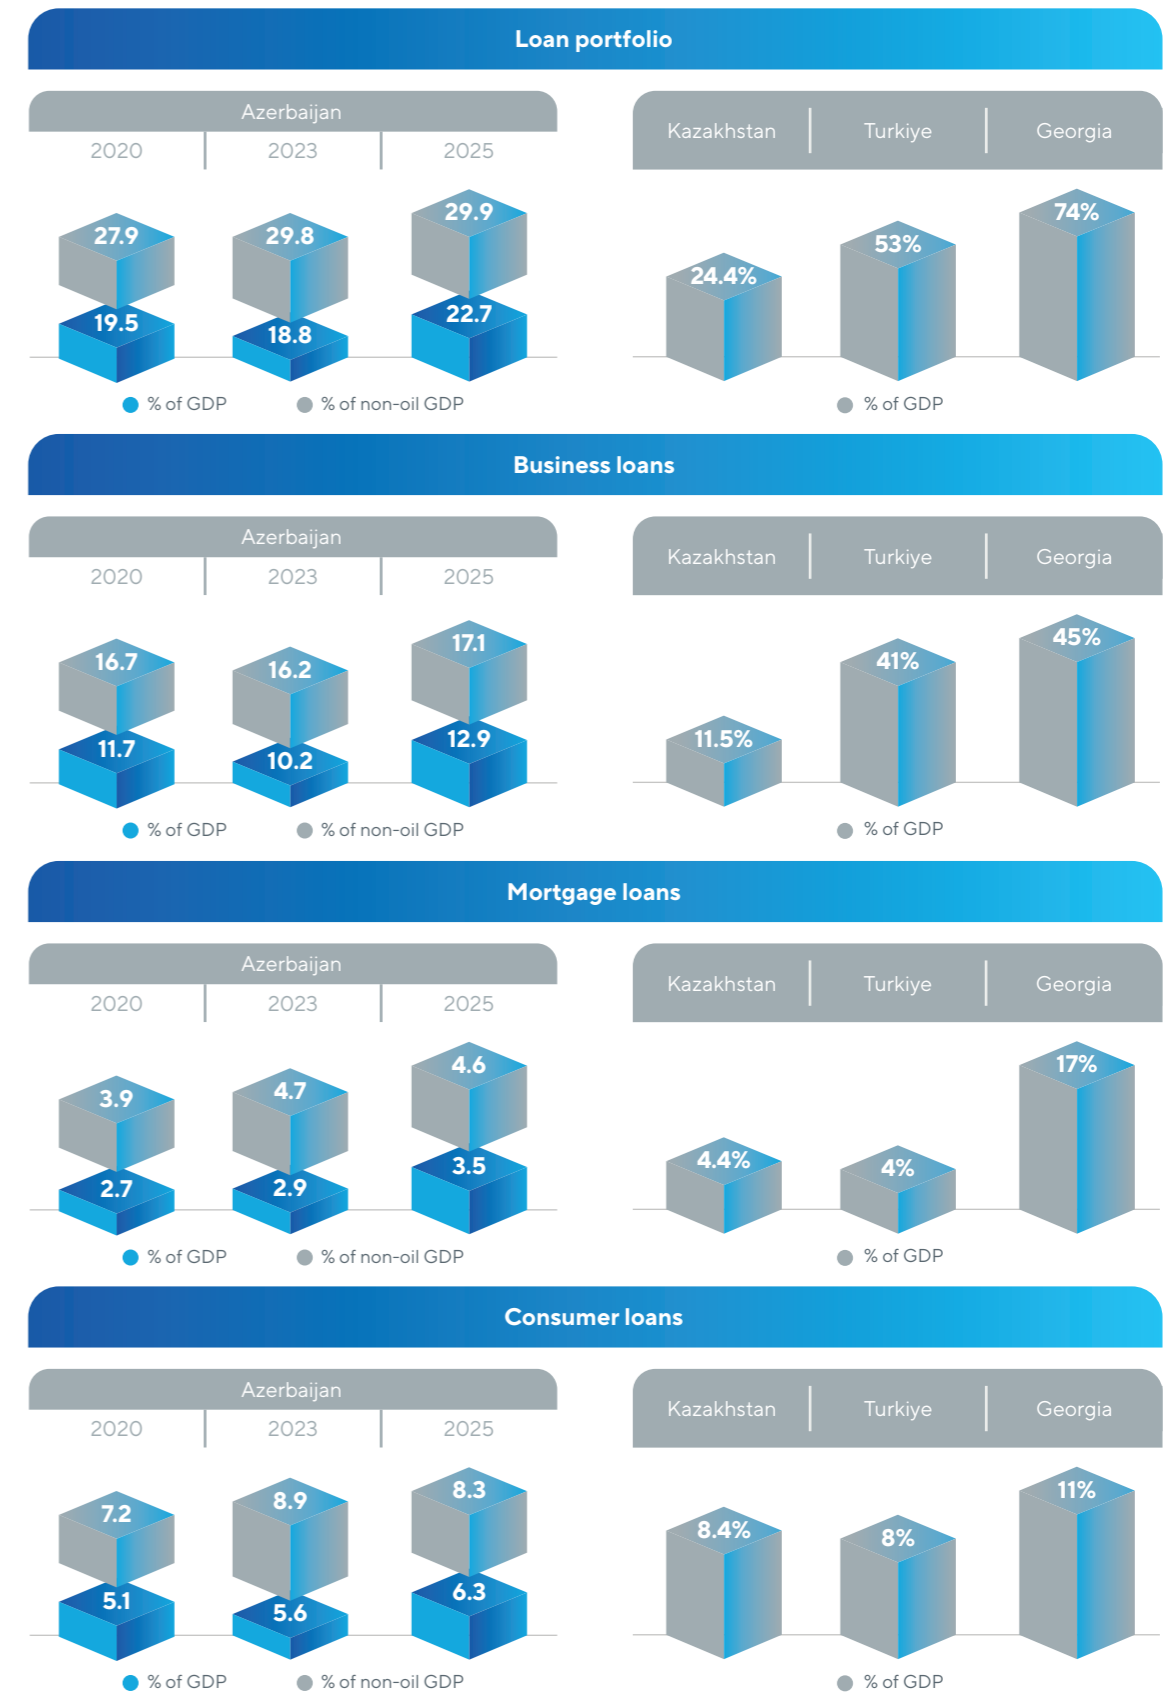 Loan portfolio
Azerbaijan
2020 2023 2025
27.9 29.8 29.9
19.5 18.8 22.7
% of GDP % of non-oil GDP
Kazakhstan Turkiye Georgia
24.4% 53% 74%
% of GDP
Business loans
Azerbaijan
2020 2023 2025
16.7 16.2 17.1
11.7 10.2 12.9
% of GDP % of non-oil GDP
Kazakhstan Turkiye Georgia
11.5% 41% 45%
% of GDP
Mortgage loans
Azerbaijan
2020 2023 2025
3.9 4.7 4.6
2.7 2.9 3.5
% of GDP % of non-oil GDP
Kazakhstan Turkiye Georgia
4.4% 4% 17%
% of GDP
Consumer loans
Azerbaijan
2020 2023 2025
7.2 8.9 8.3
5.1 5.6 6.3
% of GDP % of non-oil GDP
Kazakhstan Turkiye Georgia
8.4% 8% 11%
% of GDP